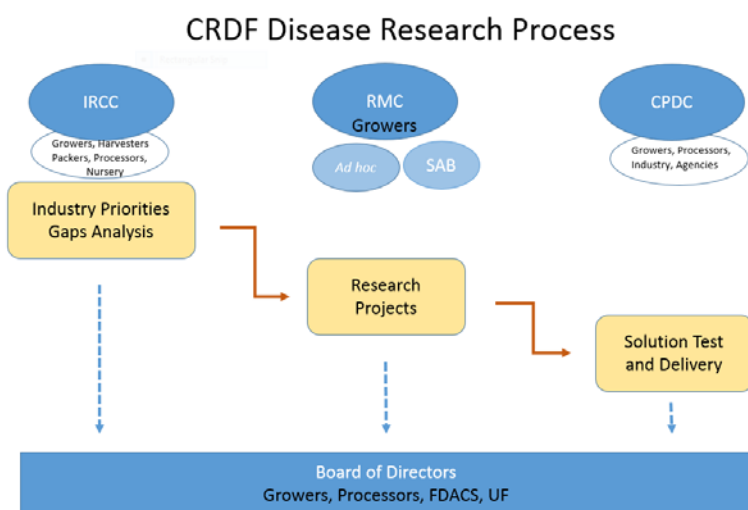 CRDF Disease Research Process
IRCC
Growers, Harvesters
Packers, Processors,
Nursery
Industry Priorities
Gaps Analysis
RMC
Growers
Ad hoc
SAB
Research
Projects
CPDC
Growers, Processors,
Industry, Agencies
Solution Test
and Delivery
Board of Directors
Growers, Processors, FDACS, UF